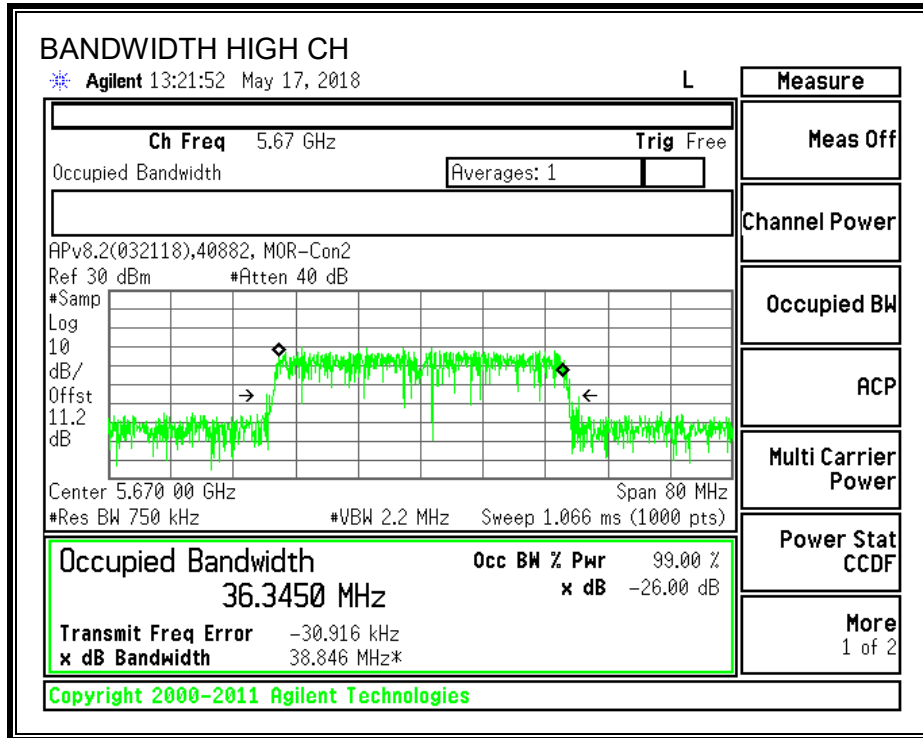 BANDWIDTH HIGH CH
Agilent 13:21:52 May 17, 2018 L
Measure
Ch Freq 5.67 GHz Trig Free
Meas Off
Occupied Bandwidth Averages: 1
Channel Power
APv8.2(032118),40882, MOR-Con2
Ref 30 dBm #Atten 40 dB
#Samp
Log
10
dB/
Offst
11.2
dB
Occupied BW
ACP
Multi Carrier
Power
Center 5.670 00 GHz Span 80 MHz
#Res BW 750 kHz #VBW 2.2 MHz Sweep 1.066 ms (1000 pts)
Occupied Bandwidth Occ BW % Pwr 99.00 %
36.3450 MHz x dB -26.00 dB
Transmit Freq Error -30.916 kHz
x dB Bandwidth 38.846 MHz*
Power Stat
CCDF
More
1 of 2
Copyright 2000-2011 Agilent Technologies